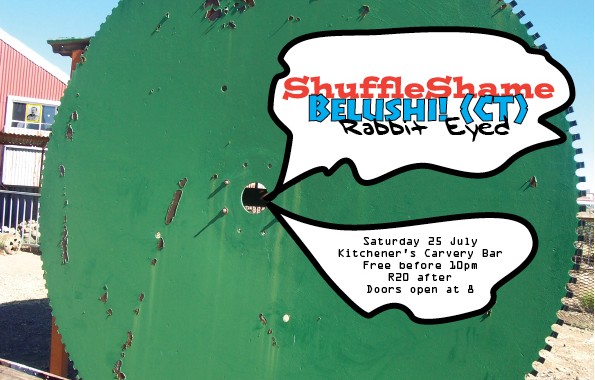 ShuffleShame
BELUSHI! (CT)
Rabbit Eyed
Saturday 25 July
Kitchener's Carvery Bar
Free before 10pm
R20 after
Doors open at 8